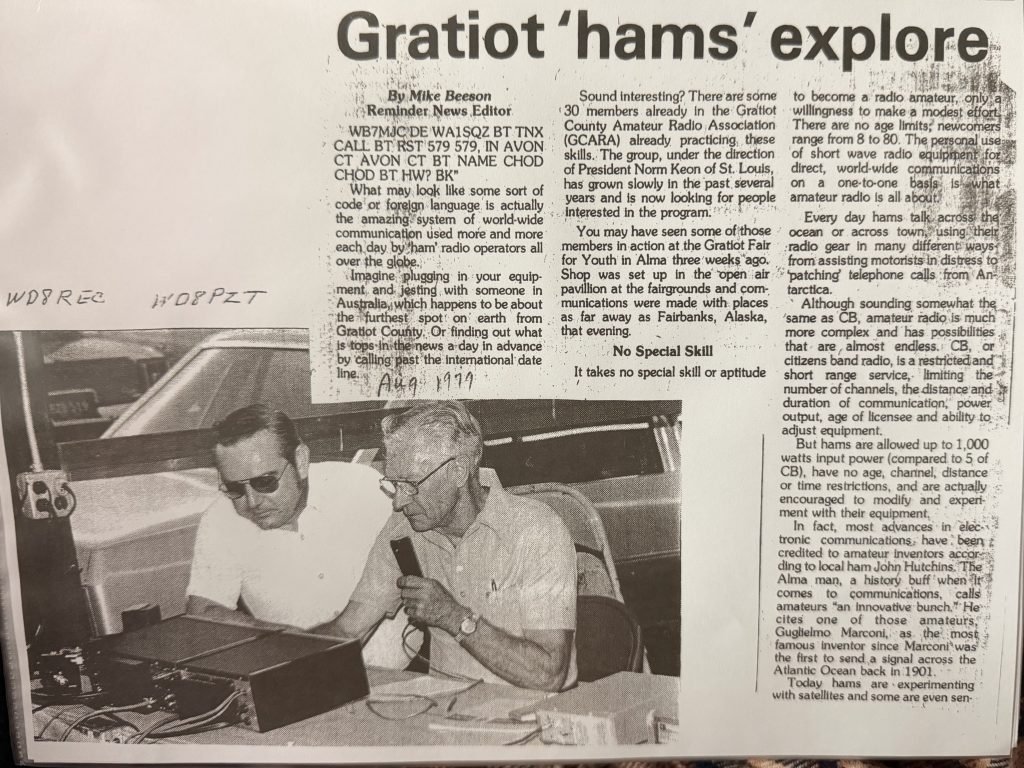 Gratiot 'hams' explore
By Mike Beeson
Reminder News Editor
WB7MJC DE WA1SQZ BT TNX
CALL BT RST 579 579, IN AVON
CT AVON CT BT NAME CHOD
CHOD BT HW? BK"
What may look like some sort of
code or foreign language is actually
the amazing system of world-wide
communication used more and more
each day by 'ham' radio operators all
over the globe.
Imagine plugging in your equip-
ment and jesting with someone in
Australia, which happens to be about
the furthest spot on earth from
Gratiot County. Or finding out what
is tops in the news a day in advance
by calling past the international date
line.
Aug 1979
WD8REC WD8PZT
Sound interesting? There are some
30 members already in the Gratiot
County Amateur Radio Association
(GCARA) already practicing these
skills. The group, under the direction
of President Norm Keon of St. Louis,
has grown slowly in the past several
years and is now looking for people
interested in the program.
You may have seen some of those
members in action at the Gratiot Fair
for Youth in Alma three weeks ago.
Shop was set up in the open air
pavillion at the fairgrounds and com-
munications were made with places
as far away as Fairbanks, Alaska,
that evening.
No Special Skill
It takes no special skill or aptitude
to become a radio amateur, only a
willingness to make a modest effort.
There are no age limits; newcomers
range from 8 to 80. The personal use
of short wave radio equipment for
direct, world-wide communications
on a one-to-one basis is what
amateur radio is all about.
Every day hams talk across the
ocean or across town, using their
radio gear in many different ways
from assisting motorists in distress to
'patching' telephone calls from An-
tarctica.
Although sounding somewhat the
same as CB, amateur radio is much
more complex and has possibilities
that are almost endless. CB, or
citizens band radio, is a restricted and
short range service, limiting the
number of channels, the distance and
duration of communication, power
output, age of licensee and ability to
adjust equipment.
But hams are allowed up to 1,000
watts input power (compared to 5 of
CB), have no age, channel, distance
or time restrictions, and are actually
encouraged to modify and experi-
ment with their equipment.
In fact, most advances in elec-
tronic communications have been
credited to amateur inventors accor-
ding to local ham John Hutchins. The
Alma man, a history buff when it
comes to communications, calls
amateurs "an innovative bunch." He
cites one of those amateurs,
Guglielmo Marconi, as the most
famous inventor since Marconi was
the first to send a signal across the
Atlantic Ocean back in 1901.
Today hams are experimenting
with satellites and some are even sen-